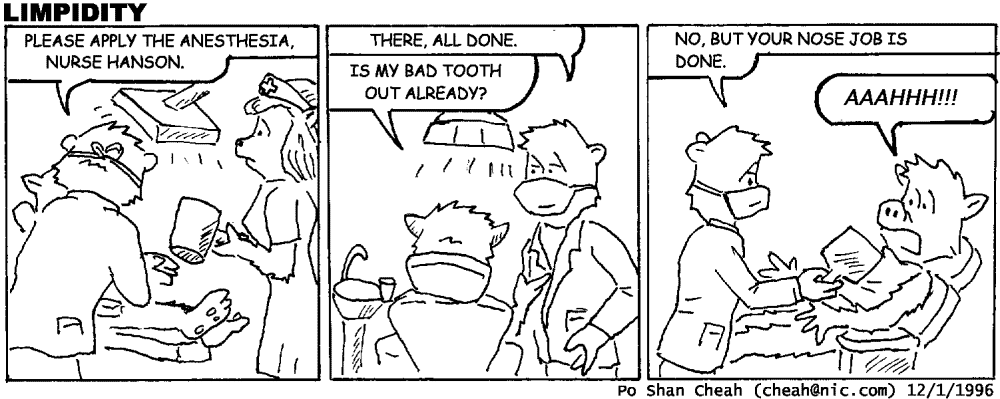 LIMPIDITY
PLEASE APPLY THE ANESTHESIA,
NURSE HANSON.
THERE, ALL DONE.
IS MY BAD TOOTH
OUT ALREADY?
NO, BUT YOUR NOSE JOB IS
DONE.
AAAHHH!!!
Po Shan Cheah (cheah@nic.com) 12/1/1996